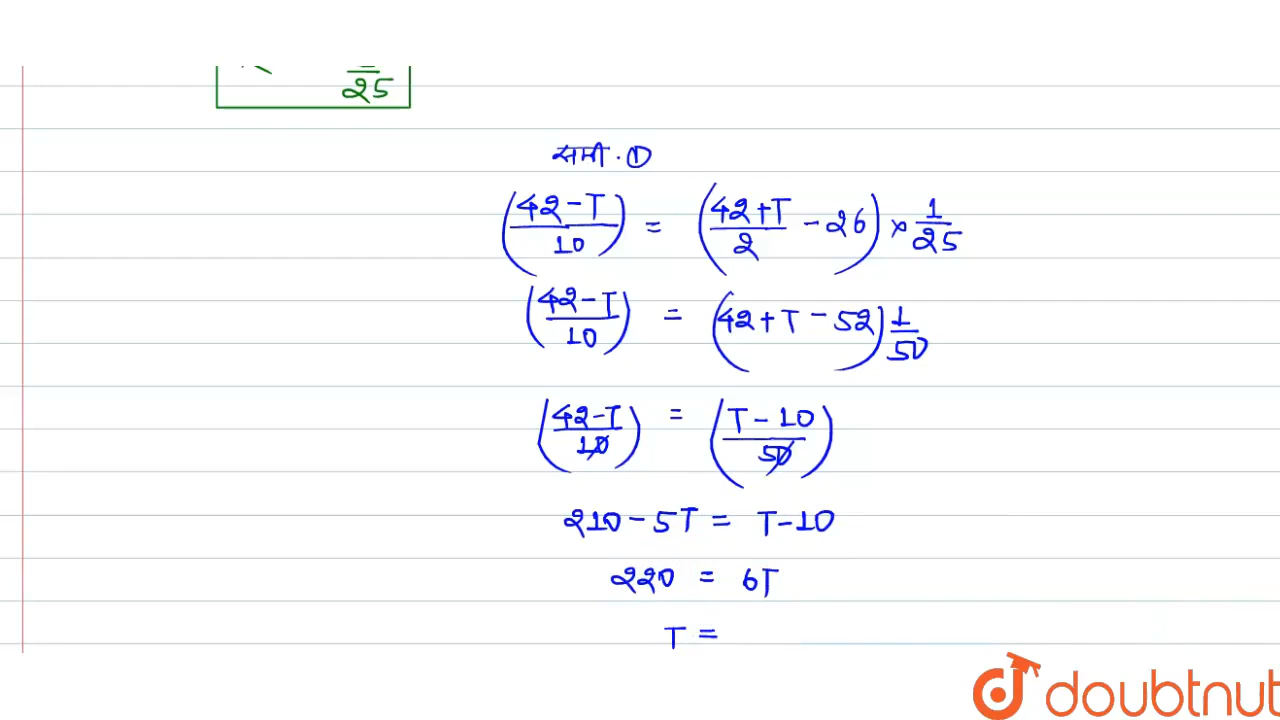 25
समी. ①
(42-T/10) = (42+T/2 - 26) × 1/25
(42-T/10) = (42+T-52) 1/50
(42-T/10) = (T-10/50)
210-5T = T-10
220 = 6T
T =
doubtnut